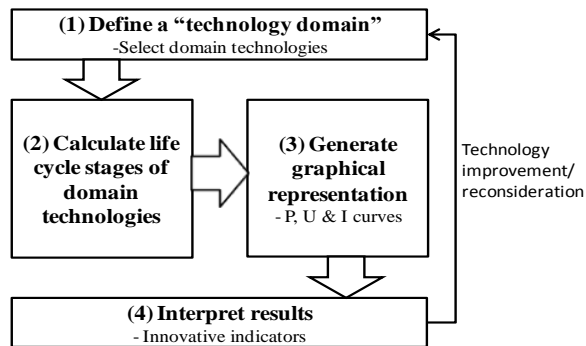 (1) Define a “technology domain”
-Select domain technologies
(2) Calculate life
cycle stages of
domain
technologies
(3) Generate
graphical
representation
- P, U & I curves
Technology
improvement/
reconsideration
(4) Interpret results
- Innovative indicators